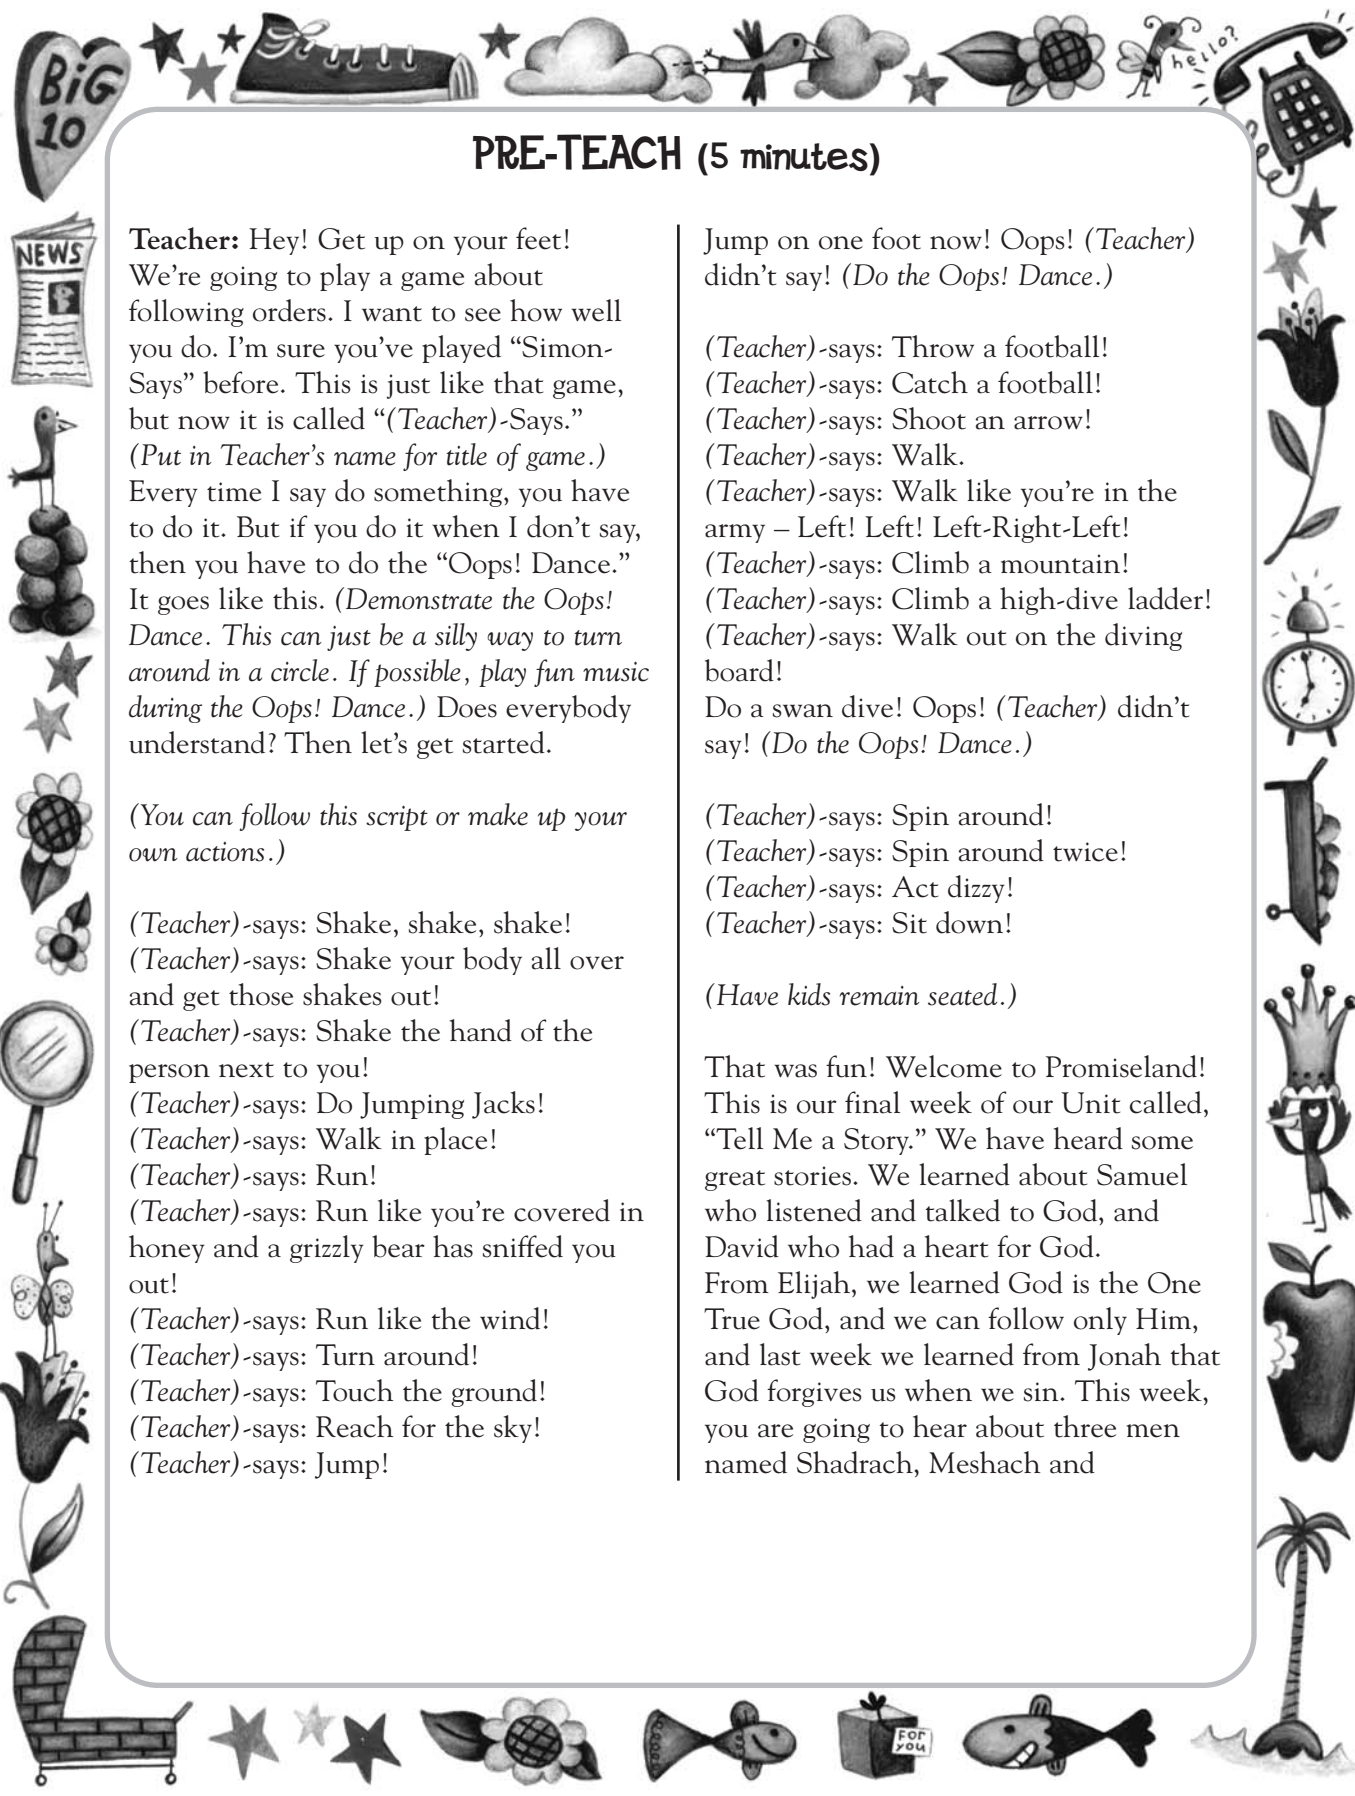 BiG
10
hello?
NEWS
PRE-TEACH (5 minutes)
Teacher: Hey! Get up on your feet!
We're going to play a game about
following orders. I want to see how well
you do. I'm sure you've played “Simon-
Says” before. This is just like that game,
but now it is called “(Teacher)-Says.”
(Put in Teacher's name for title of game.)
Every time I say do something, you have
to do it. But if you do it when I don't say,
then you have to do the “Oops! Dance.”
It goes like this. (Demonstrate the Oops!
Dance. This can just be a silly way to turn
around in a circle. If possible, play fun music
during the Oops! Dance.) Does everybody
understand? Then let's get started.
(You can follow this script or make up your
own actions.)
(Teacher)-says: Shake, shake, shake!
(Teacher)-says: Shake your body all over
and get those shakes out!
(Teacher)-says: Shake the hand of the
person next to you!
(Teacher)-says: Do Jumping Jacks!
(Teacher)-says: Walk in place!
(Teacher)-says: Run!
(Teacher)-says: Run like you're covered in
honey and a grizzly bear has sniffed you
out!
(Teacher)-says: Run like the wind!
(Teacher)-says: Turn around!
(Teacher)-says: Touch the ground!
(Teacher)-says: Reach for the sky!
(Teacher)-says: Jump!
Jump on one foot now! Oops! (Teacher)
didn't say! (Do the Oops! Dance.)
(Teacher)-says: Throw a football!
(Teacher)-says: Catch a football!
(Teacher)-says: Shoot an arrow!
(Teacher)-says: Walk.
(Teacher)-says: Walk like you're in the
army – Left! Left! Left-Right-Left!
(Teacher)-says: Climb a mountain!
(Teacher)-says: Climb a high-dive ladder!
(Teacher)-says: Walk out on the diving
board!
Do a swan dive! Oops! (Teacher) didn't
say! (Do the Oops! Dance.)
(Teacher)-says: Spin around!
(Teacher)-says: Spin around twice!
(Teacher)-says: Act dizzy!
(Teacher)-says: Sit down!
(Have kids remain seated.)
That was fun! Welcome to Promiseland!
This is our final week of our Unit called,
“Tell Me a Story.” We have heard some
great stories. We learned about Samuel
who listened and talked to God, and
David who had a heart for God.
From Elijah, we learned God is the One
True God, and we can follow only Him,
and last week we learned from Jonah that
God forgives us when we sin. This week,
you are going to hear about three men
named Shadrach, Meshach and
FOR
YOU